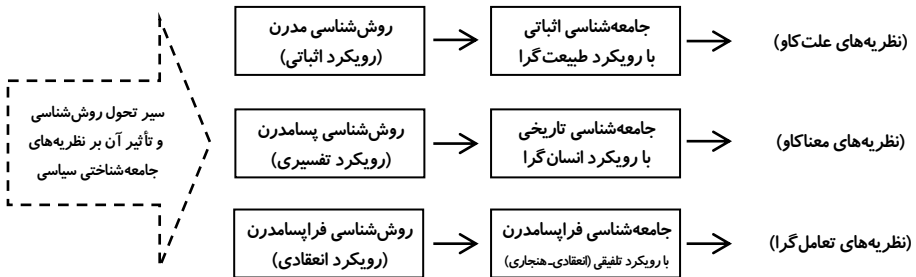 سیر تحول روش‌شناسی
و تأثیر آن بر نظریه‌های
جامعه‌شناختی سیاسی
روش‌شناسی مدرن
(رویکرد اثباتی)
جامعه‌شناسی اثباتی
با رویکرد طبیعت‌گرا
(نظریه‌های علت‌کاو)
روش‌شناسی پسامدرن
(رویکرد تفسیری)
جامعه‌شناسی تاریخی
با رویکرد انسان‌گرا
(نظریه‌های معناکاو)
روش‌شناسی فراپسامدرن
(رویکرد انتقادی)
جامعه‌شناسی فراپسامدرن
با رویکرد تلفیقی (انعقادی-هنجاری)
(نظریه‌های تعامل‌گرا)